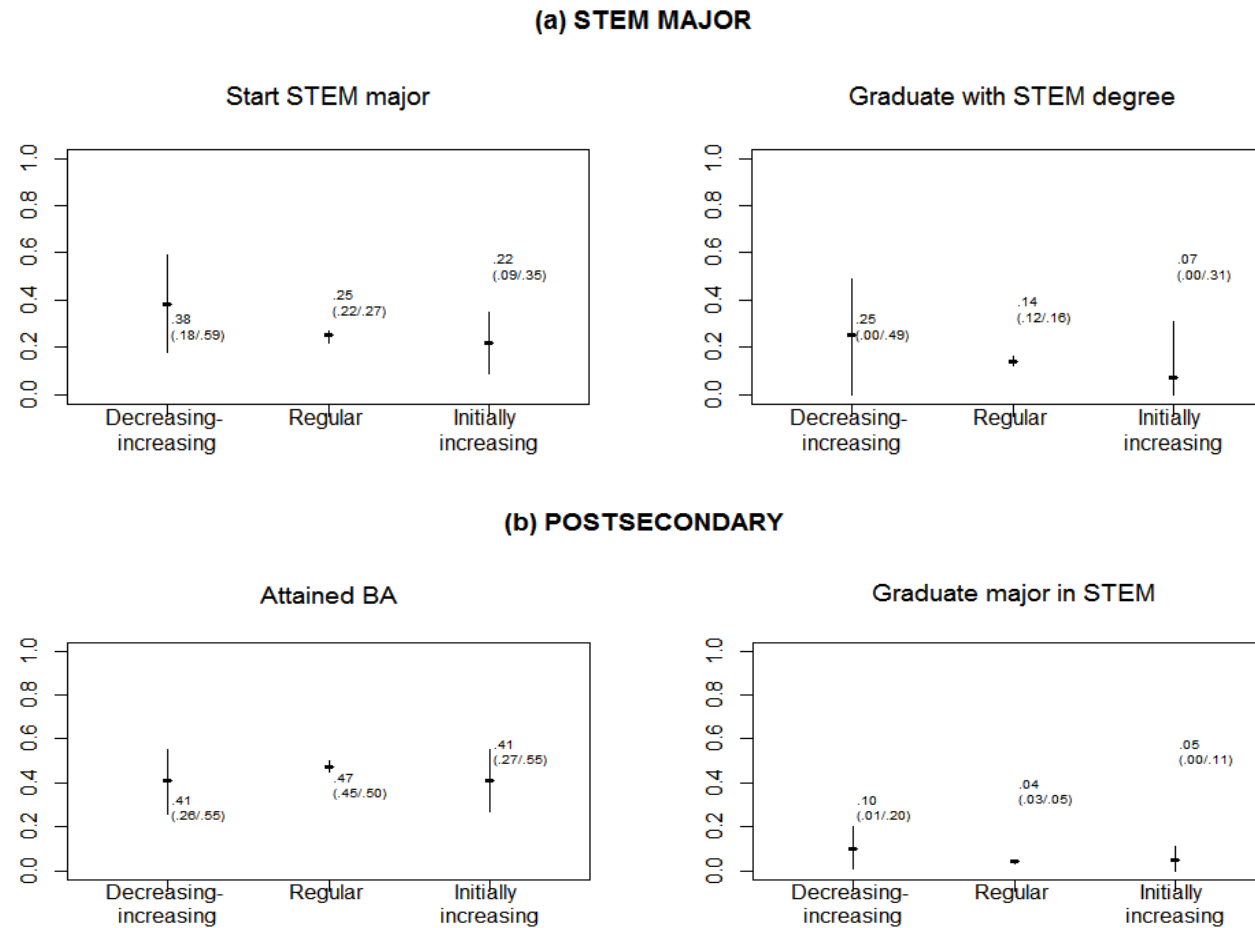 (a) STEM MAJOR
Start STEM major
1.0
0.8
0.6
0.4
0.2
0.0
.38
(.18/.59)
.25
(.22/.27)
.22
(.09/.35)
Decreasing-
increasing
Regular
Initially
increasing
Graduate with STEM degree
1.0
0.8
0.6
0.4
0.2
0.0
.25
(.00/.49)
.14
(.12/.16)
.07
(.00/.31)
Decreasing-
increasing
Regular
Initially
increasing
(b) POSTSECONDARY
Attained BA
1.0
0.8
0.6
0.4
0.2
0.0
.41
(.26/.55)
.47
(.45/.50)
.41
(.27/.55)
Decreasing-
increasing
Regular
Initially
increasing
Graduate major in STEM
1.0
0.8
0.6
0.4
0.2
0.0
.10
(.01/.20)
.04
(.03/.05)
.05
(.00/.11)
Decreasing-
increasing
Regular
Initially
increasing